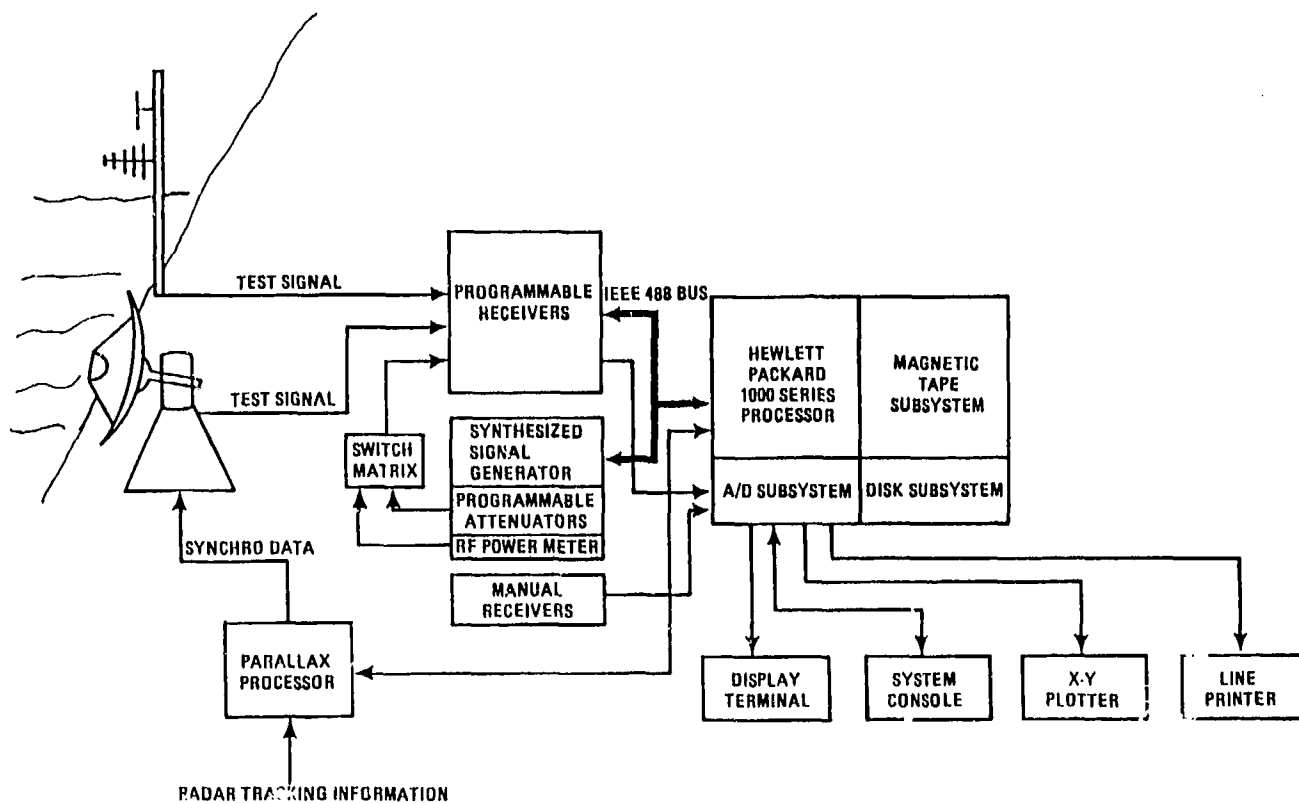 TEST SIGNAL
PROGRAMMABLE
RECEIVERS
IEEE 488 BUS
HEWLETT
PACKARD
1000 SERIES
PROCESSOR
MAGNETIC
TAPE
SUBSYSTEM
TEST SIGNAL
SWITCH
MATRIX
SYNTHESIZED
SIGNAL
GENERATOR
PROGRAMMABLE
ATTENUATORS
RF POWER METER
A/D SUBSYSTEM
DISK SUBSYSTEM
SYNCHRO DATA
MANUAL
RECEIVERS
PARALLAX
PROCESSOR
DISPLAY
TERMINAL
SYSTEM
CONSOLE
X-Y
PLOTTER
LINE
PRINTER
RADAR TRACKING INFORMATION